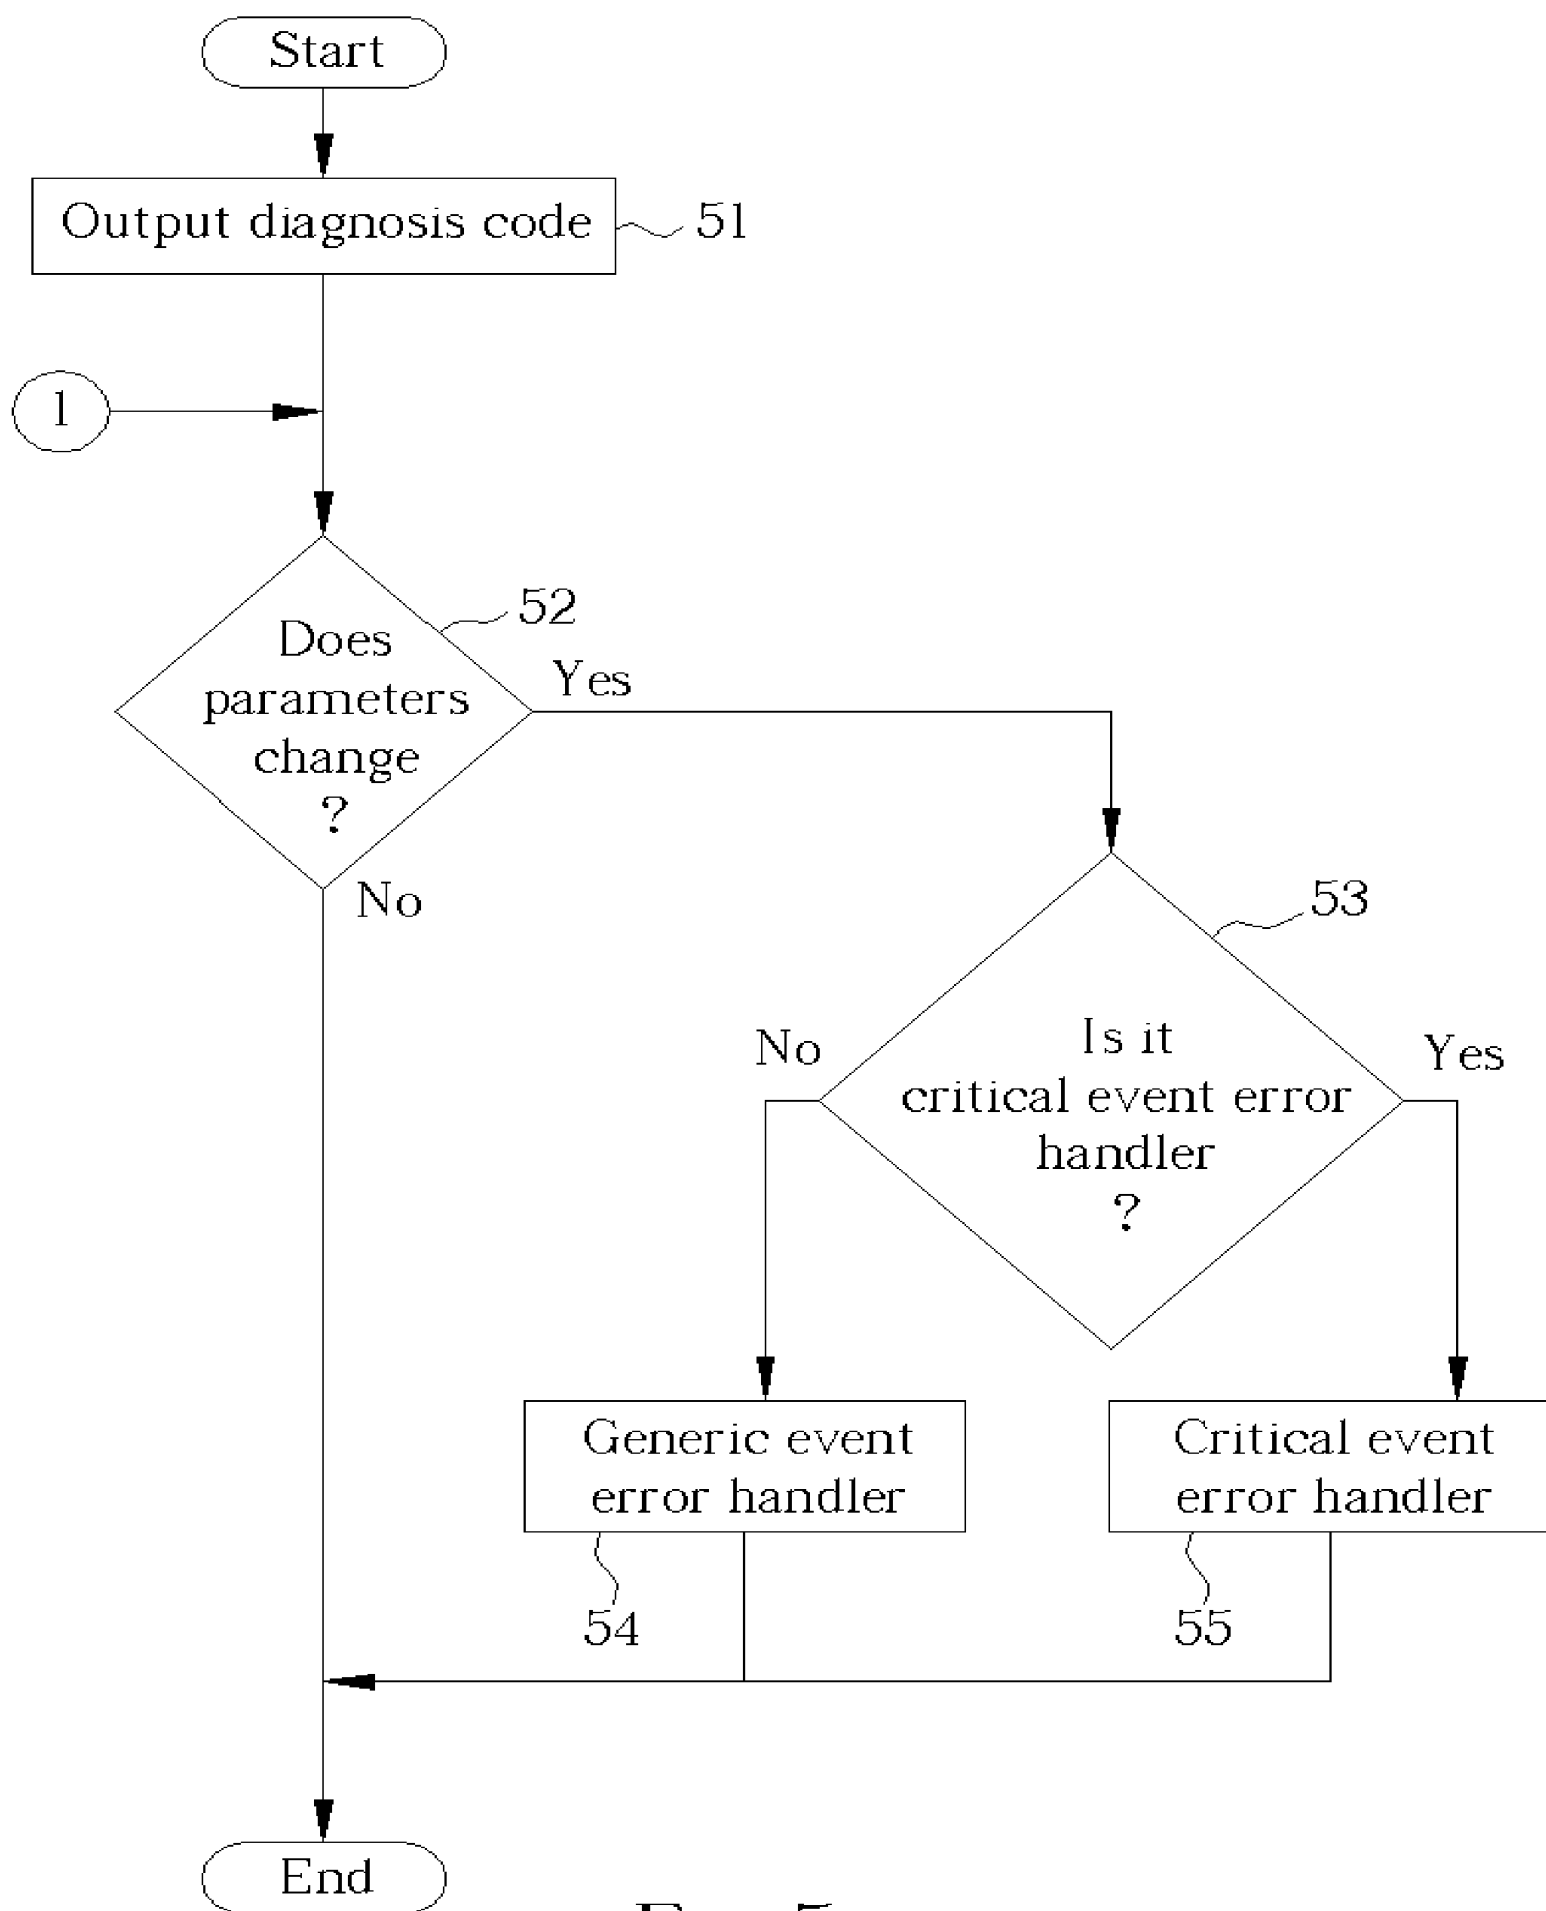 Start
Output diagnosis code
51
1
52
Does
parameters
change
?
Yes
No
53
Is it
critical event error
handler
?
No
Yes
Generic event
error handler
Critical event
error handler
54
55
End